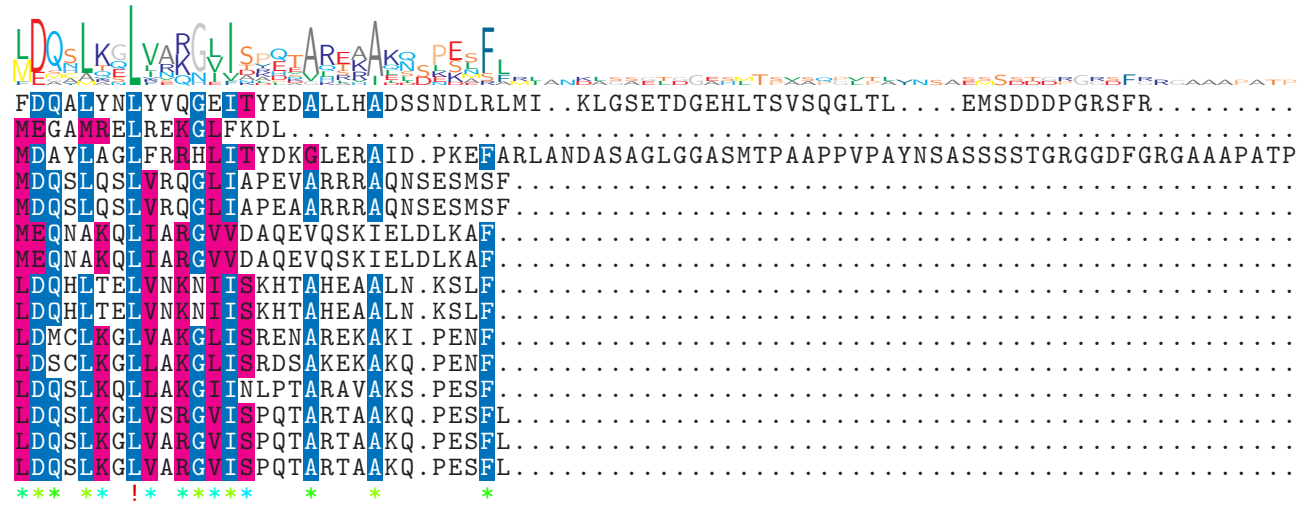 FDQALYNLYVQGEITYEDALLHADSSNDLRLMI..KLGSETDGEHLTSVSQGLTL....EMSDDDPGRSFR.........
MEGAMRELREKGLFKDL...............................................................
MDAYLAGLFRRHLITYDKGLERAID.PKEFARLANDASAGLGGASMTPAAPPVPAYNSASSSSTGRGGDFGRGAAAPATP
MDQSLQSLVRQGLIAPEVARRRAQNSESMSF.................................................
MDQSLQSLVRQGLIAPEAARRRAQNSESMSF.................................................
MEQNAKQLIARGVVDAQEVQSKIELDLKAF..................................................
MEQNAKQLIARGVVDAQEVQSKIELDLKAF..................................................
LDQHLTELVNKNIISKHTAHEAALN.KSLF..................................................
LDQHLTELVNKNIISKHTAHEAALN.KSLF..................................................
LDMCLKGLVAKGLISRENAREKAKI.PENF..................................................
LDSCLKGLLAKGLISRDSAKEKAKQ.PENF..................................................
LDQSLKQLLAKGIINLPTARAVAKS.PESF..................................................
LDQSLKGLVSRGVISPQTARTAAKQ.PESFL.................................................
LDQSLKGLVARGVISPQTARTAAKQ.PESFL.................................................
LDQSLKGLVARGVISPQTARTAAKQ.PESFL.................................................
*** ** !* ***** * * *